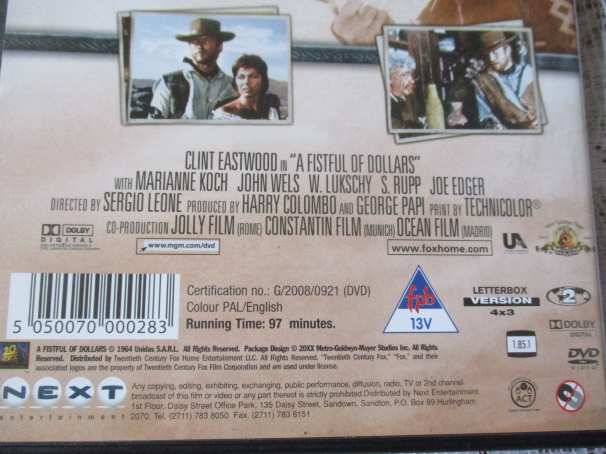 CLINT EASTWOOD IN "A FISTFUL OF DOLLARS"
WITH MARIANNE KOCH JOHN WELS W. LUKSCHY S. RUPP JOE EDGER
DIRECTED BY SERGIO LEONE PRODUCED BY HARRY COLOMBO AND GEORGE PAPI PRINT BY TECHNICOLOR®
CO-PRODUCTION JOLLY FILM (ROME) CONSTANTIN FILM (MUNICH) OCEAN FILM (MADRID)
DOLBY
DIGITAL
www.mgm.com/dvd
www.foxhome.com
UA
5 050070 000283
Certification no.: G/2008/0921 (DVD)
Colour PAL/English
Running Time: 97 minutes.
fpb
13V
LETTERBOX
VERSION
4x3
2
1.85:1
DOLBY
DIGITAL
DVD
VIDEO
A FISTFUL OF DOLLARS © 1964 Unidas S.A.R.L. All Rights Reserved. Package Design © 20XX Metro-Goldwyn-Mayer Studios Inc. All Rights
Reserved. Distributed by Twentieth Century Fox Home Entertainment LLC. All Rights Reserved. "Twentieth Century Fox," "Fox," and their
associated logos are the property of Twentieth Century Fox Film Corporation and are used under license.
NEXT
entertainment
Any copying, editing, exhibiting, exchanging, public performance, diffusion, radio, TV or 2nd channel
broadcast of this film or video or any part thereof is strictly prohibited.Distributed by Next Entertainment
1st Floor, Daisy Street Office Park, 135 Daisy Street, Sandown, Sandton, P.O. Box 99 Hurlingham
2070. Tel. (2711) 783 8050 Fax. (2711) 783 6151
ACT